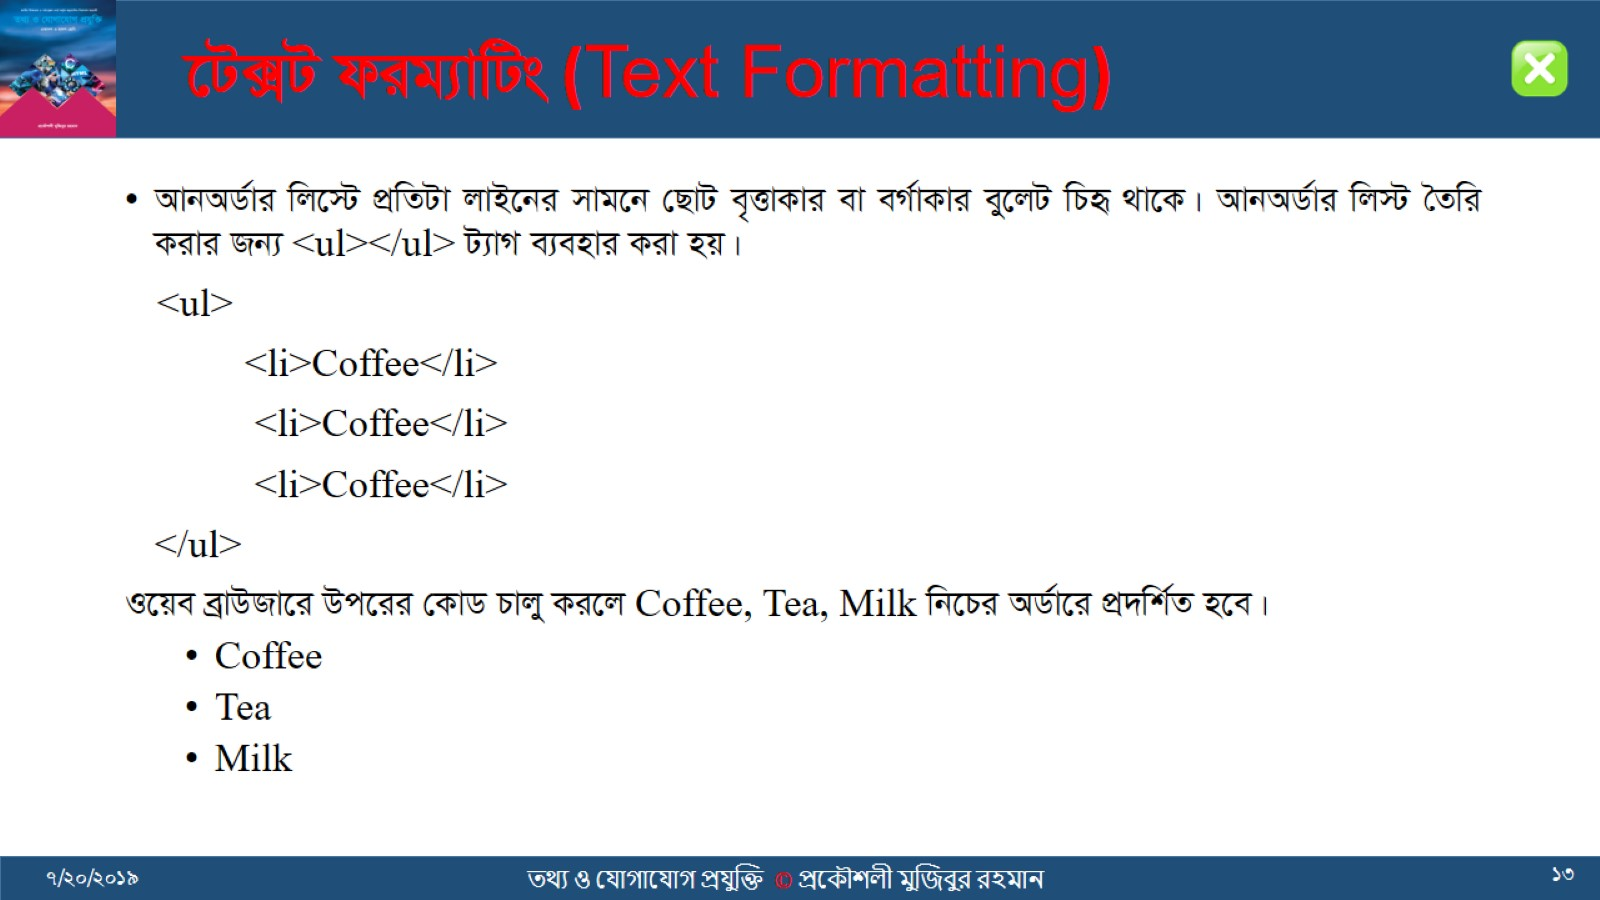 তথ্য ও যোগাযোগ প্রযুক্তি
টেক্সট ফরম্যাটিং (Text Formatting)
• আনঅর্ডার লিস্টে প্রতিটা লাইনের সামনে ছোট বৃত্তাকার বা বর্গাকার বুলেট চিহ্ন থাকে। আনঅর্ডার লিস্ট তৈরি
করার জন্য <ul></ul> ট্যাগ ব্যবহার করা হয়।
<ul>
<li>Coffee</li>
<li>Coffee</li>
<li>Coffee</li>
</ul>
ওয়েব ব্রাউজারে উপরের কোড চালু করলে Coffee, Tea, Milk নিচের অর্ডারে প্রদর্শিত হবে।
• Coffee
• Tea
• Milk
৭/২০/২০১৯
তথ্য ও যোগাযোগ প্রযুক্তি © প্রকৌশলী মুজিবুর রহমান
১৩